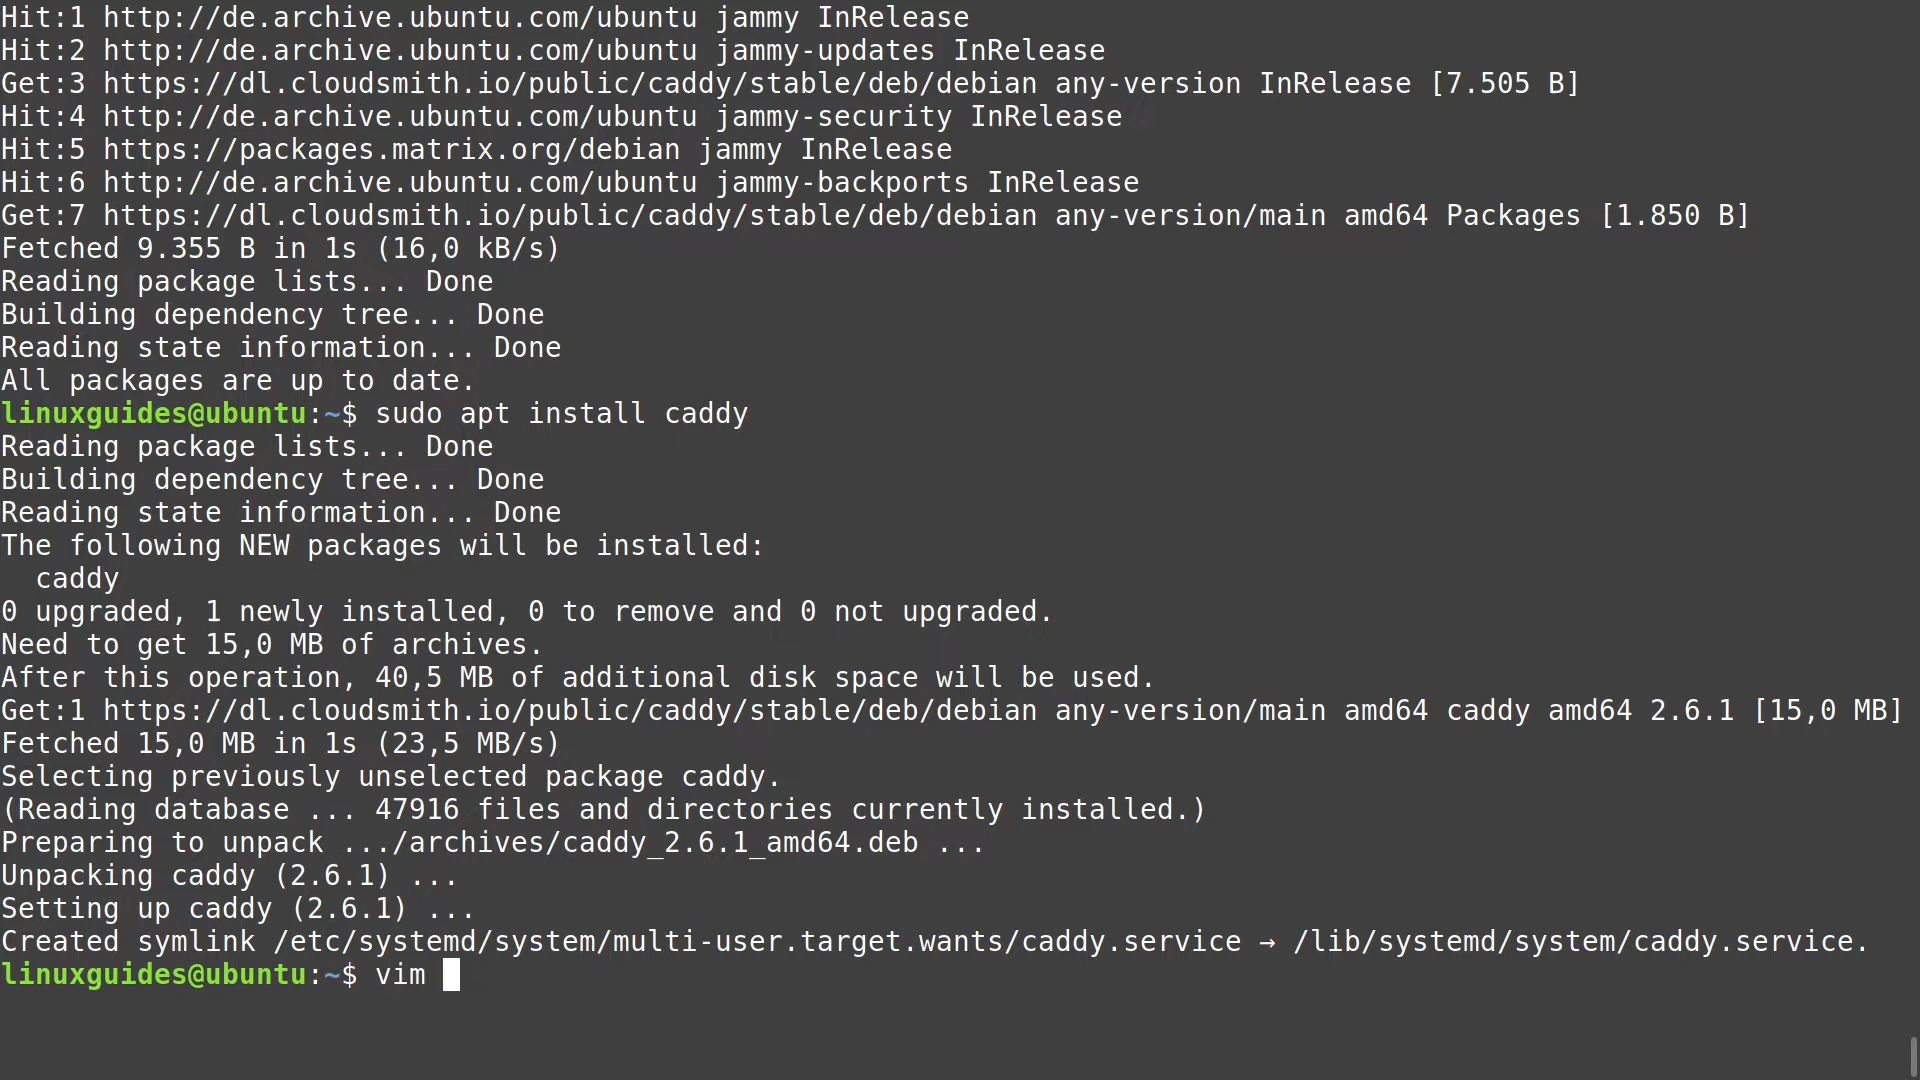 Hit:1 http://de.archive.ubuntu.com/ubuntu jammy InRelease
Hit:2 http://de.archive.ubuntu.com/ubuntu jammy-updates InRelease
Get:3 https://dl.cloudsmith.io/public/caddy/stable/deb/debian any-version InRelease [7.505 B]
Hit:4 http://de.archive.ubuntu.com/ubuntu jammy-security InRelease
Hit:5 https://packages.matrix.org/debian jammy InRelease
Hit:6 http://de.archive.ubuntu.com/ubuntu jammy-backports InRelease
Get:7 https://dl.cloudsmith.io/public/caddy/stable/deb/debian any-version/main amd64 Packages [1.850 B]
Fetched 9.355 B in 1s (16,0 kB/s)
Reading package lists... Done
Building dependency tree... Done
Reading state information... Done
All packages are up to date.
linuxguides@ubuntu:~$ sudo apt install caddy
Reading package lists... Done
Building dependency tree... Done
Reading state information... Done
The following NEW packages will be installed:
  caddy
0 upgraded, 1 newly installed, 0 to remove and 0 not upgraded.
Need to get 15,0 MB of archives.
After this operation, 40,5 MB of additional disk space will be used.
Get:1 https://dl.cloudsmith.io/public/caddy/stable/deb/debian any-version/main amd64 caddy amd64 2.6.1 [15,0 MB]
Fetched 15,0 MB in 1s (23,5 MB/s)
Selecting previously unselected package caddy.
(Reading database ... 47916 files and directories currently installed.)
Preparing to unpack .../archives/caddy_2.6.1_amd64.deb ...
Unpacking caddy (2.6.1) ...
Setting up caddy (2.6.1) ...
Created symlink /etc/systemd/system/multi-user.target.wants/caddy.service → /lib/systemd/system/caddy.service.
linuxguides@ubuntu:~$ vim